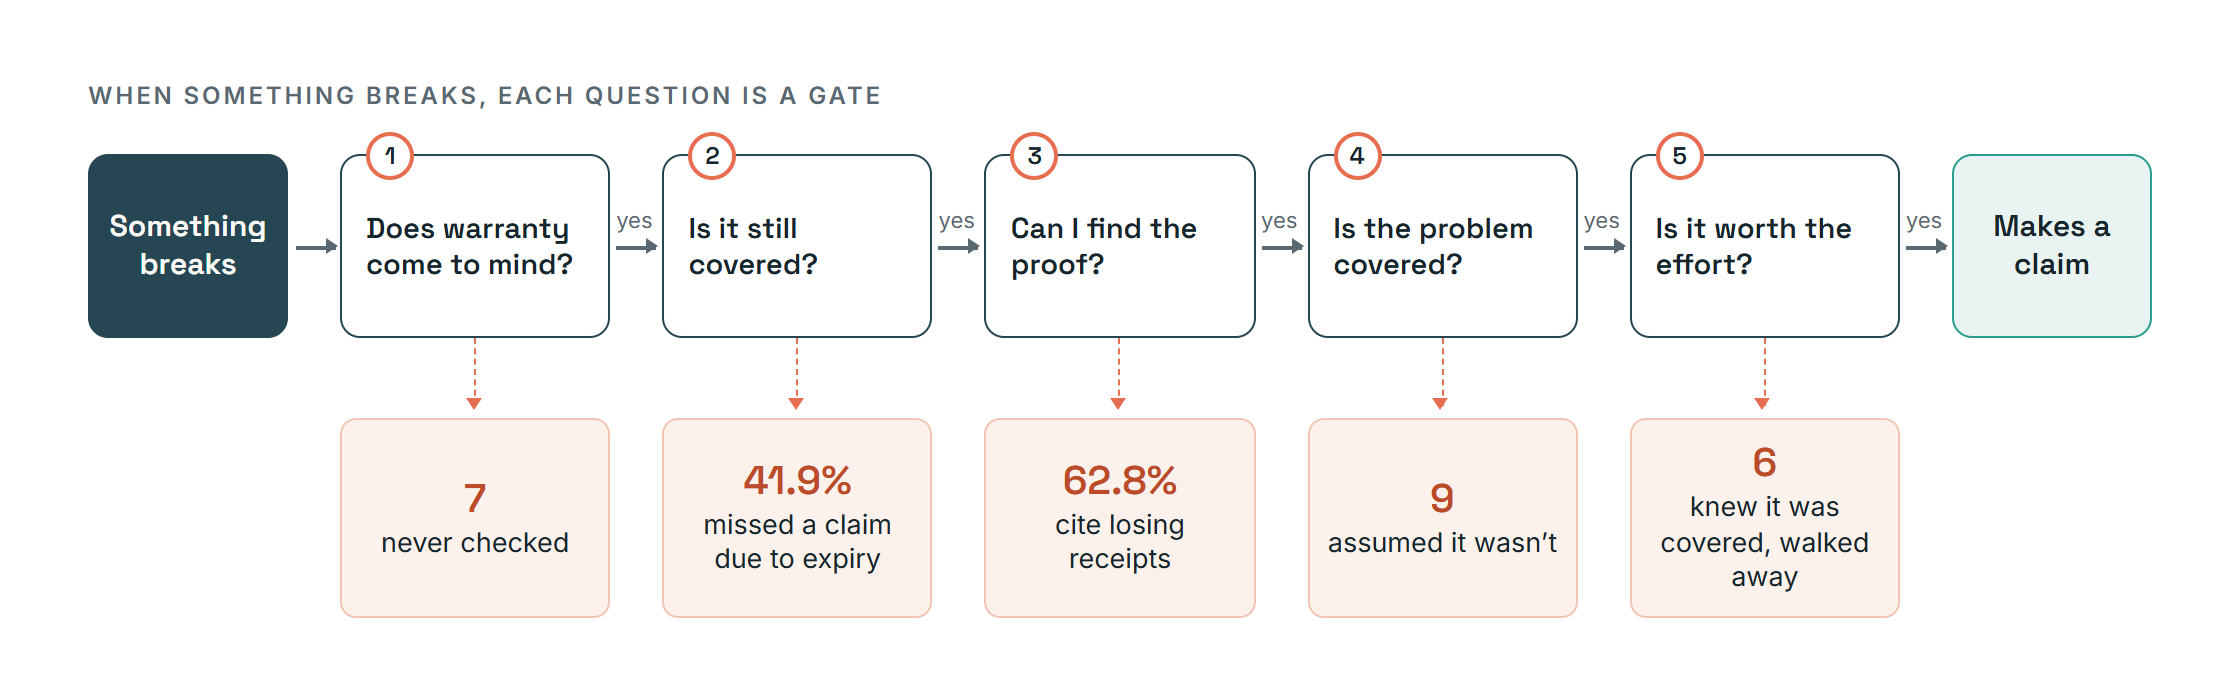 WHEN SOMETHING BREAKS, EACH QUESTION IS A GATE
Something
breaks
1
Does warranty
come to mind?
yes
2
Is it still
covered?
yes
3
Can I find the
proof?
yes
4
Is the problem
covered?
yes
5
Is it worth the
effort?
yes
Makes a
claim
7
never checked
41.9%
missed a claim
due to expiry
62.8%
cite losing
receipts
9
assumed it wasn’t
6
knew it was
covered, walked
away